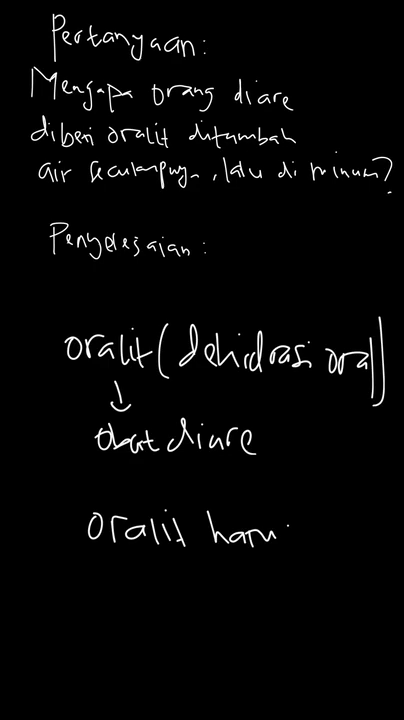 Pertanyaan:
Mengapa orang diare
diberi oralit ditambah
air secukupnya, lalu di minum?
Penyelesaian:
oralit (dehidrasi oral)
↓
obat diare
oralit haru